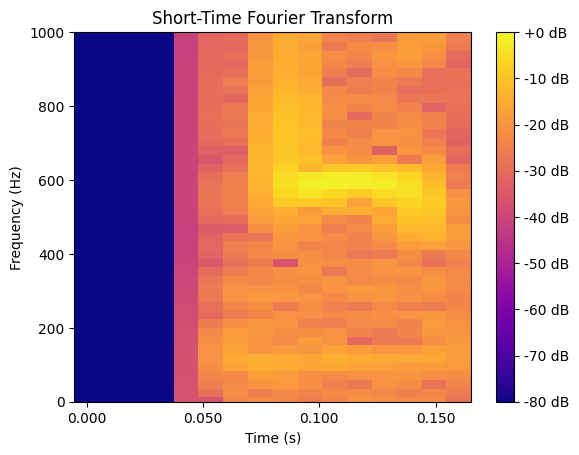 Short-Time Fourier Transform
1000
800
600
400
200
0
Frequency (Hz)
0.000
0.050
0.100
0.150
Time (s)
+0 dB
-10 dB
-20 dB
-30 dB
-40 dB
-50 dB
-60 dB
-70 dB
-80 dB